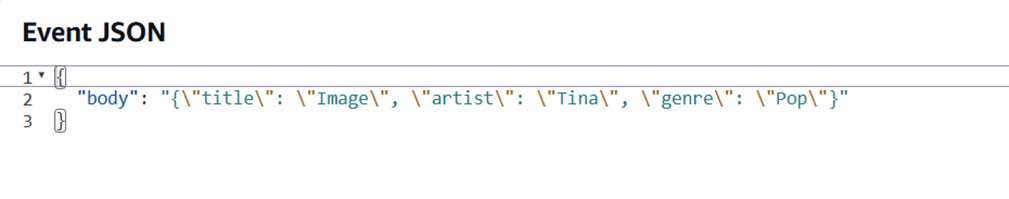 Event JSON
1 {
2 "body": "{\"title\": \"Image\", \"artist\": \"Tina\", \"genre\": \"Pop\"}"
3 }